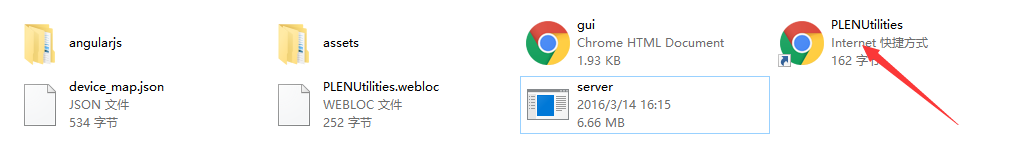 angularjs
assets
gui
Chrome HTML Document
1.93 KB
PLENUtilities
Internet 快捷方式
162 字节
device_map.json
JSON 文件
534 字节
PLENUtilities.webloc
WEBLOC 文件
252 字节
server
2016/3/14 16:15
6.66 MB